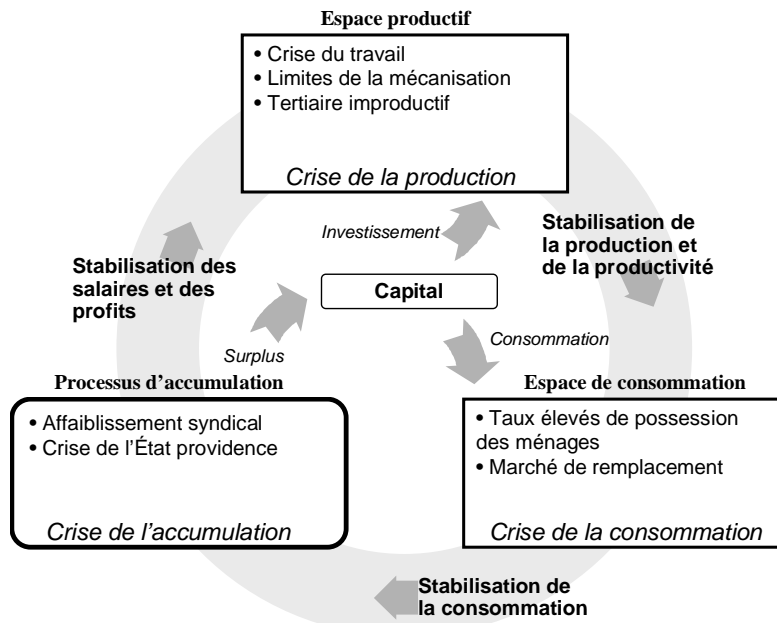 Espace productif
• Crise du travail
• Limites de la mécanisation
• Tertiaire improductif
Crise de la production
Investissement
Stabilisation de
la production et
de la productivité
Stabilisation des
salaires et des
profits
Capital
Surplus
Consommation
Processus d’accumulation
• Affaiblissement syndical
• Crise de l’État providence
Crise de l’accumulation
Espace de consommation
• Taux élevés de possession
des ménages
• Marché de remplacement
Crise de la consommation
Stabilisation de
la consommation